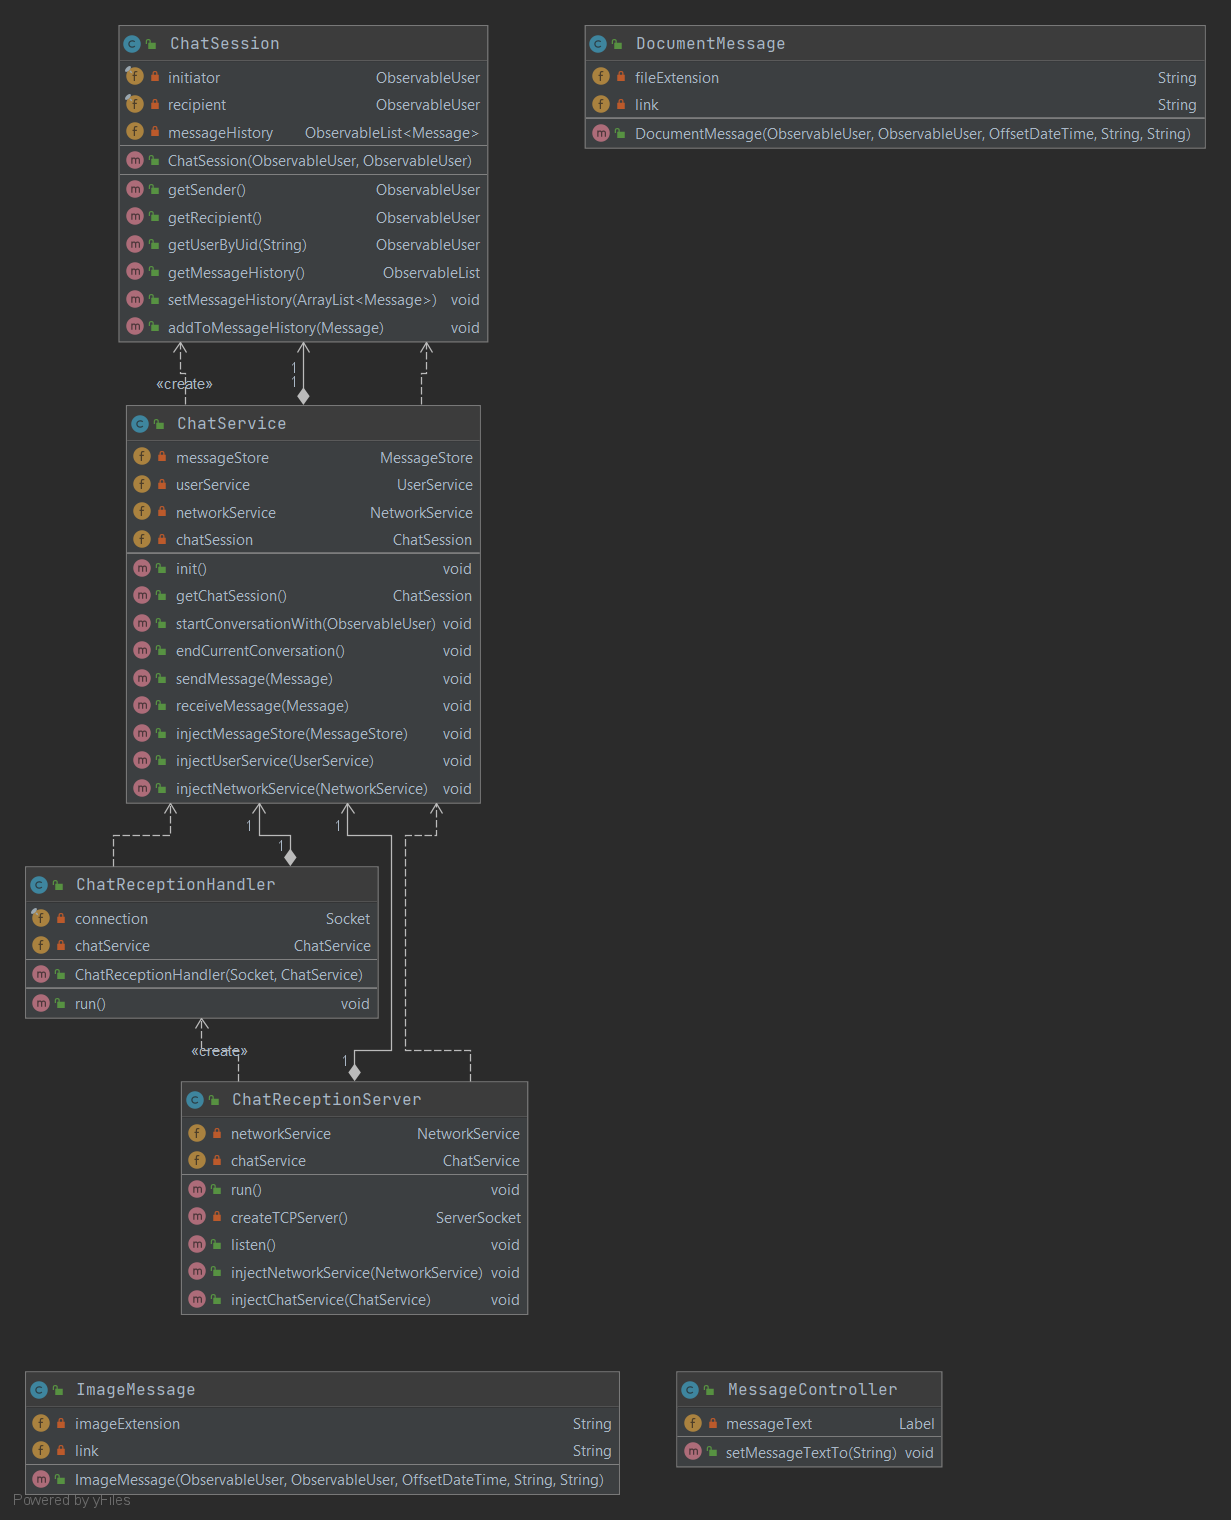 ChatSession
initiator ObservableUser
recipient ObservableUser
messageHistory ObservableList<Message>
ChatSession(ObservableUser, ObservableUser)
getSender() ObservableUser
getRecipient() ObservableUser
getUserByUid(String) ObservableUser
getMessageHistory() ObservableList
setMessageHistory(ArrayList<Message>) void
addToMessageHistory(Message) void
DocumentMessage
fileExtension String
link String
DocumentMessage(ObservableUser, ObservableUser, OffsetDateTime, String, String)
1
1
«create»
ChatService
messageStore MessageStore
userService UserService
networkService NetworkService
chatSession ChatSession
init() void
getChatSession() ChatSession
startConversationWith(ObservableUser) void
endCurrentConversation() void
sendMessage(Message) void
receiveMessage(Message) void
injectMessageStore(MessageStore) void
injectUserService(UserService) void
injectNetworkService(NetworkService) void
1 1
1
ChatReceptionHandler
connection Socket
chatService ChatService
ChatReceptionHandler(Socket, ChatService)
run() void
«create»
1
ChatReceptionServer
networkService NetworkService
chatService ChatService
run() void
createTCPServer() ServerSocket
listen() void
injectNetworkService(NetworkService) void
injectChatService(ChatService) void
ImageMessage
imageExtension String
link String
ImageMessage(ObservableUser, ObservableUser, OffsetDateTime, String, String)
MessageController
messageText Label
setMessageTextTo(String) void
Powered by yFiles